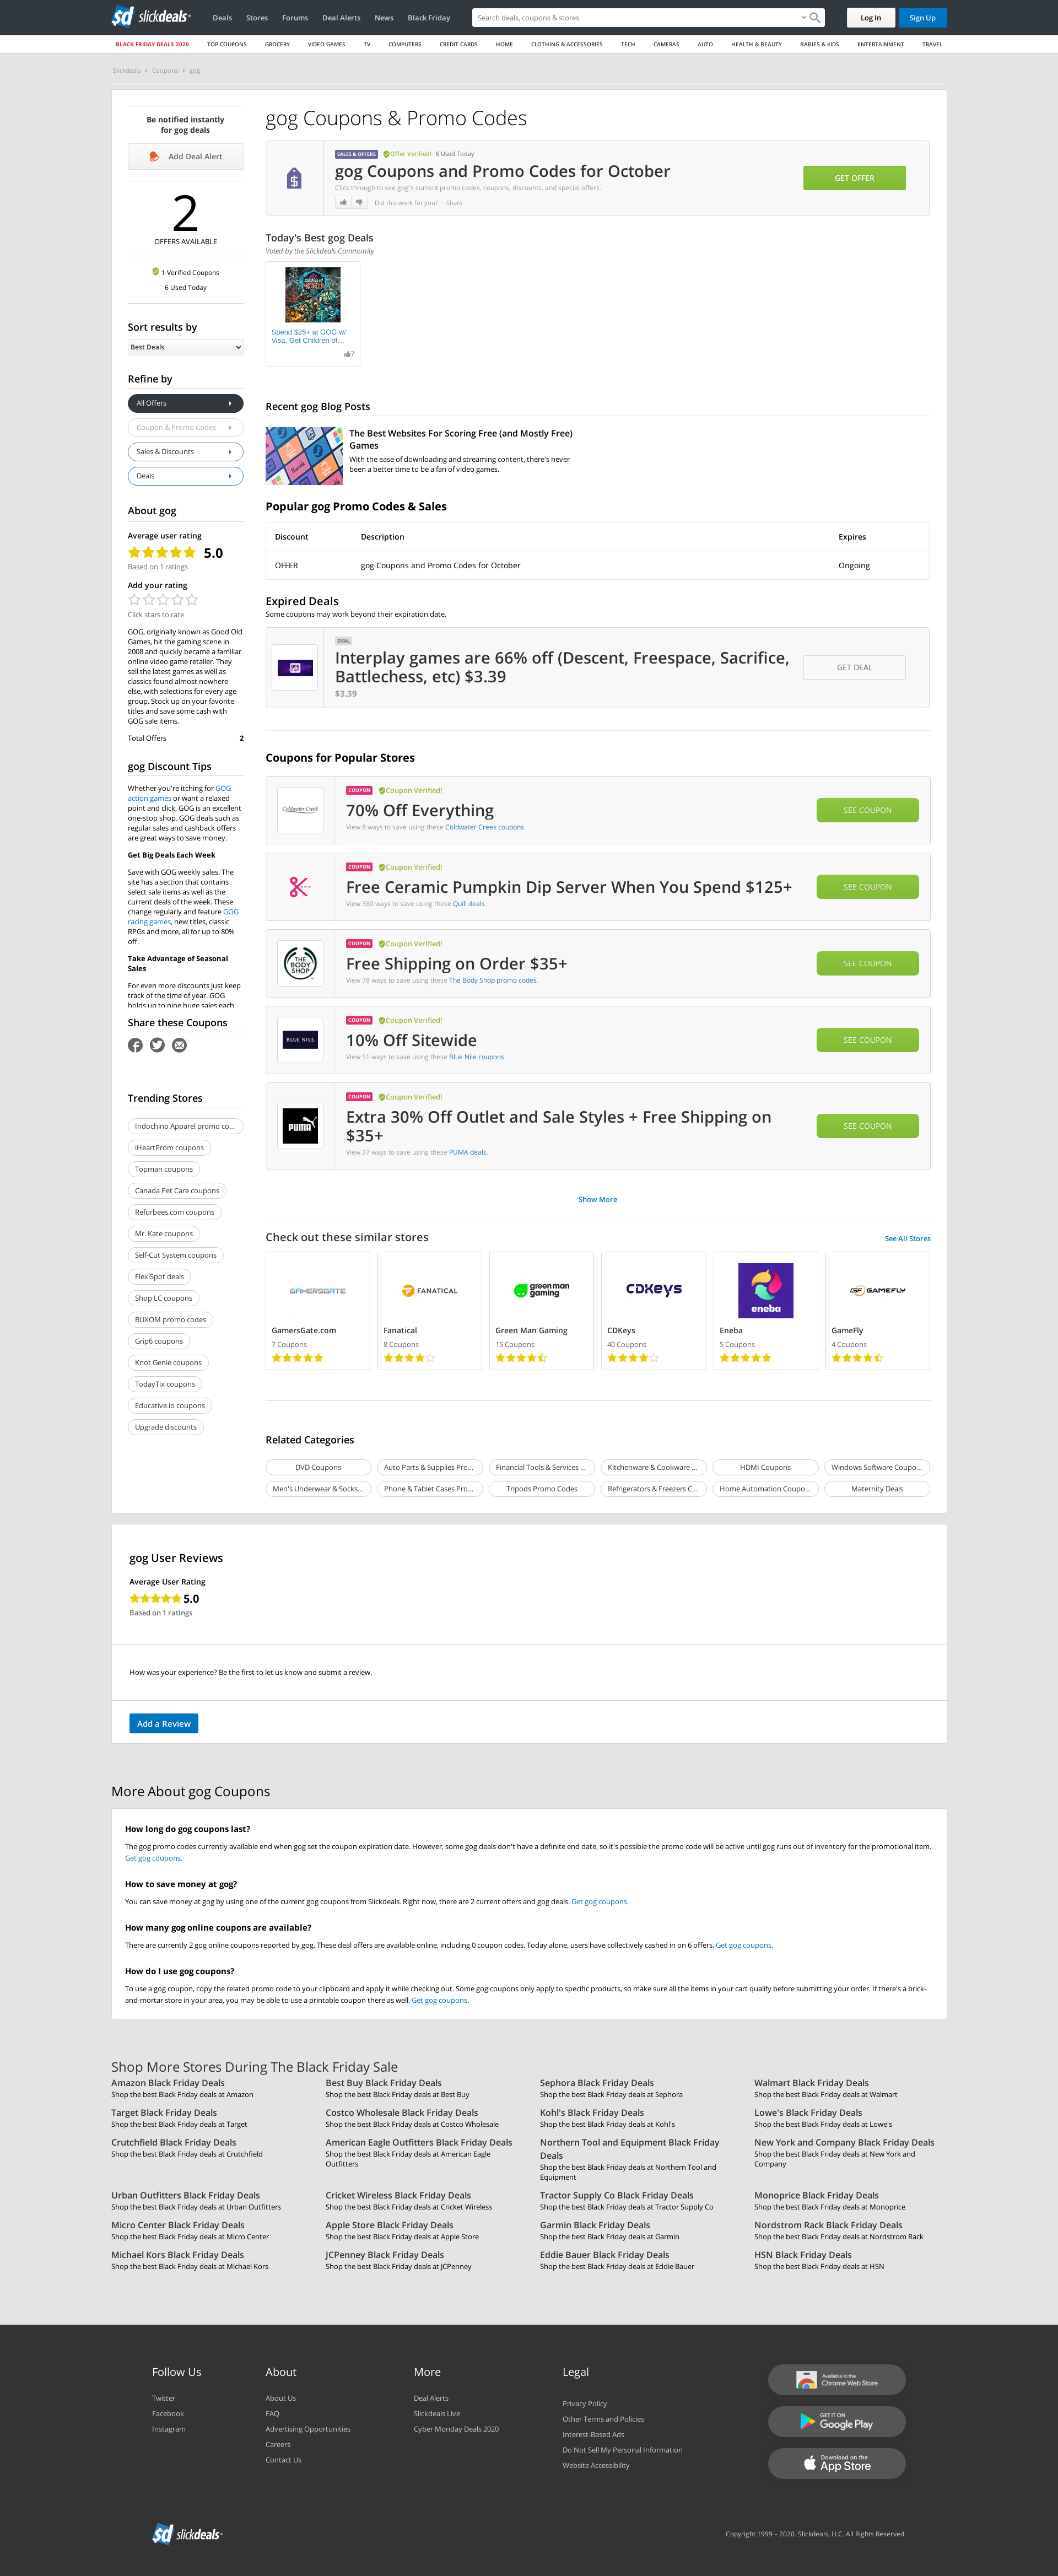 sd slickdeals
Deals Stores Forums Deal Alerts News Black Friday
Search deals, coupons & stores
Log In
Sign Up
BLACK FRIDAY DEALS 2020 TOP COUPONS GROCERY VIDEO GAMES TV COMPUTERS CREDIT CARDS HOME CLOTHING & ACCESSORIES TECH CAMERAS AUTO HEALTH & BEAUTY BABIES & KIDS ENTERTAINMENT TRAVEL
Slickdeals › Coupons › gog
Be notified instantly
for gog deals
Add Deal Alert
2
OFFERS AVAILABLE
1 Verified Coupons
6 Used Today
Sort results by
Best Deals
Refine by
All Offers
Coupon & Promo Codes
Sales & Discounts
Deals
About gog
Average user rating
5.0
Based on 1 ratings
Add your rating
Click stars to rate
GOG, originally known as Good Old
Games, hit the gaming scene in
2008 and quickly became a familiar
online video game retailer. They
sell the latest games as well as
classics found almost nowhere
else, with selections for every age
group. Stock up on your favorite
titles and save some cash with
GOG sale items.
Total Offers 2
gog Discount Tips
Whether you're itching for GOG
action games or want a relaxed
point and click, GOG is an excellent
one-stop shop. GOG deals such as
regular sales and cashback offers
are great ways to save money.
Get Big Deals Each Week
Save with GOG weekly sales. The
site has a section that contains
select sale items as well as the
current deals of the week. These
change regularly and feature GOG
racing games, new titles, classic
RPGs and more, all for up to 80%
off.
Take Advantage of Seasonal
Sales
For even more discounts just keep
track of the time of year. GOG
holds up to nine huge sales each
Share these Coupons
Trending Stores
Indochino Apparel promo co...
iHeartProm coupons
Topman coupons
Canada Pet Care coupons
Refurbees.com coupons
Mr. Kate coupons
Self-Cut System coupons
FlexiSpot deals
Shop LC coupons
BUXOM promo codes
Grip6 coupons
Knot Genie coupons
TodayTix coupons
Educative.io coupons
Upgrade discounts
gog Coupons & Promo Codes
SALES & OFFERS Offer Verified! 6 Used Today
gog Coupons and Promo Codes for October
Click through to see gog's current promo codes, coupons, discounts, and special offers.
Did this work for you? · Share
GET OFFER
Today's Best gog Deals
Voted by the Slickdeals Community
Spend $25+ at GOG w/
Visa, Get Children of...
7
Recent gog Blog Posts
The Best Websites For Scoring Free (and Mostly Free)
Games
With the ease of downloading and streaming content, there's never
been a better time to be a fan of video games.
Popular gog Promo Codes & Sales
Discount Description Expires
OFFER gog Coupons and Promo Codes for October Ongoing
Expired Deals
Some coupons may work beyond their expiration date.
DEAL
Interplay games are 66% off (Descent, Freespace, Sacrifice,
Battlechess, etc) $3.39
$3.39
GET DEAL
Coupons for Popular Stores
Coldwater Creek
COUPON Coupon Verified!
70% Off Everything
View 8 ways to save using these Coldwater Creek coupons.
SEE COUPON
COUPON Coupon Verified!
Free Ceramic Pumpkin Dip Server When You Spend $125+
View 380 ways to save using these Quill deals.
SEE COUPON
THE
BODY
SHOP
COUPON Coupon Verified!
Free Shipping on Order $35+
View 78 ways to save using these The Body Shop promo codes.
SEE COUPON
BLUE NILE
COUPON Coupon Verified!
10% Off Sitewide
View 51 ways to save using these Blue Nile coupons.
SEE COUPON
PUMA
COUPON Coupon Verified!
Extra 30% Off Outlet and Sale Styles + Free Shipping on
$35+
View 37 ways to save using these PUMA deals.
SEE COUPON
Show More
Check out these similar stores
See All Stores
GAMERSGATE
GamersGate.com
7 Coupons
FANATICAL
Fanatical
8 Coupons
green man
gaming
Green Man Gaming
15 Coupons
CDKeys
CDKeys
40 Coupons
eneba
Eneba
5 Coupons
GF GAMEFLY
GameFly
4 Coupons
Related Categories
DVD Coupons
Auto Parts & Supplies Pro...
Financial Tools & Services ...
Kitchenware & Cookware ...
HDMI Coupons
Windows Software Coupo...
Men's Underwear & Socks...
Phone & Tablet Cases Pro...
Tripods Promo Codes
Refrigerators & Freezers C...
Home Automation Coupo...
Maternity Deals
gog User Reviews
Average User Rating
5.0
Based on 1 ratings
How was your experience? Be the first to let us know and submit a review.
Add a Review
More About gog Coupons
How long do gog coupons last?
The gog promo codes currently available end when gog set the coupon expiration date. However, some gog deals don't have a definite end date, so it's possible the promo code will be active until gog runs out of inventory for the promotional item.
Get gog coupons.
How to save money at gog?
You can save money at gog by using one of the current gog coupons from Slickdeals. Right now, there are 2 current offers and gog deals. Get gog coupons.
How many gog online coupons are available?
There are currently 2 gog online coupons reported by gog. These deal offers are available online, including 0 coupon codes. Today alone, users have collectively cashed in on 6 offers. Get gog coupons.
How do I use gog coupons?
To use a gog coupon, copy the related promo code to your clipboard and apply it while checking out. Some gog coupons only apply to specific products, so make sure all the items in your cart qualify before submitting your order. If there's a brick-
and-mortar store in your area, you may be able to use a printable coupon there as well. Get gog coupons.
Shop More Stores During The Black Friday Sale
Amazon Black Friday Deals
Shop the best Black Friday deals at Amazon
Best Buy Black Friday Deals
Shop the best Black Friday deals at Best Buy
Sephora Black Friday Deals
Shop the best Black Friday deals at Sephora
Walmart Black Friday Deals
Shop the best Black Friday deals at Walmart
Target Black Friday Deals
Shop the best Black Friday deals at Target
Costco Wholesale Black Friday Deals
Shop the best Black Friday deals at Costco Wholesale
Kohl's Black Friday Deals
Shop the best Black Friday deals at Kohl's
Lowe's Black Friday Deals
Shop the best Black Friday deals at Lowe's
Crutchfield Black Friday Deals
Shop the best Black Friday deals at Crutchfield
American Eagle Outfitters Black Friday Deals
Shop the best Black Friday deals at American Eagle
Outfitters
Northern Tool and Equipment Black Friday
Deals
Shop the best Black Friday deals at Northern Tool and
Equipment
New York and Company Black Friday Deals
Shop the best Black Friday deals at New York and
Company
Urban Outfitters Black Friday Deals
Shop the best Black Friday deals at Urban Outfitters
Cricket Wireless Black Friday Deals
Shop the best Black Friday deals at Cricket Wireless
Tractor Supply Co Black Friday Deals
Shop the best Black Friday deals at Tractor Supply Co
Monoprice Black Friday Deals
Shop the best Black Friday deals at Monoprice
Micro Center Black Friday Deals
Shop the best Black Friday deals at Micro Center
Apple Store Black Friday Deals
Shop the best Black Friday deals at Apple Store
Garmin Black Friday Deals
Shop the best Black Friday deals at Garmin
Nordstrom Rack Black Friday Deals
Shop the best Black Friday deals at Nordstrom Rack
Michael Kors Black Friday Deals
Shop the best Black Friday deals at Michael Kors
JCPenney Black Friday Deals
Shop the best Black Friday deals at JCPenney
Eddie Bauer Black Friday Deals
Shop the best Black Friday deals at Eddie Bauer
HSN Black Friday Deals
Shop the best Black Friday deals at HSN
Follow Us
Twitter
Facebook
Instagram
About
About Us
FAQ
Advertising Opportunities
Careers
Contact Us
More
Deal Alerts
Slickdeals Live
Cyber Monday Deals 2020
Legal
Privacy Policy
Other Terms and Policies
Interest-Based Ads
Do Not Sell My Personal Information
Website Accessibility
Available in the
Chrome Web Store
GET IT ON
Google Play
Download on the
App Store
sd slickdeals
Copyright 1999 – 2020. Slickdeals, LLC. All Rights Reserved.